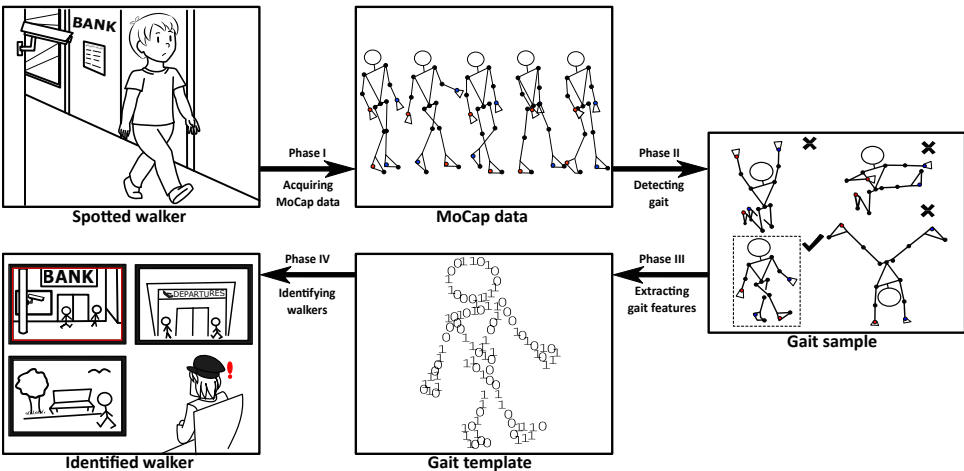 BANK
Spotted walker
Phase I
Acquiring
MoCap data
MoCap data
Phase II
Detecting
gait
Gait sample
Phase III
Extracting
gait features
Gait template
Phase IV
Identifying
walkers
BANK
DEPARTURES
!
Identified walker